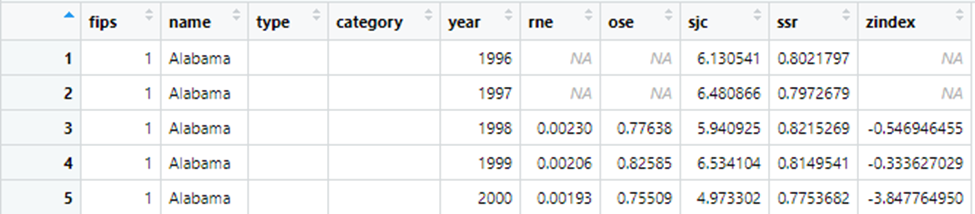 fips name type category year rne ose sjc ssr zindex
1 1 Alabama 1996 NA NA 6.130541 0.8021797 NA
2 1 Alabama 1997 NA NA 6.480866 0.7972679 NA
3 1 Alabama 1998 0.00230 0.77638 5.940925 0.8215269 -0.546946455
4 1 Alabama 1999 0.00206 0.82585 6.534104 0.8149541 -0.333627029
5 1 Alabama 2000 0.00193 0.75509 4.973302 0.7753682 -3.847764950